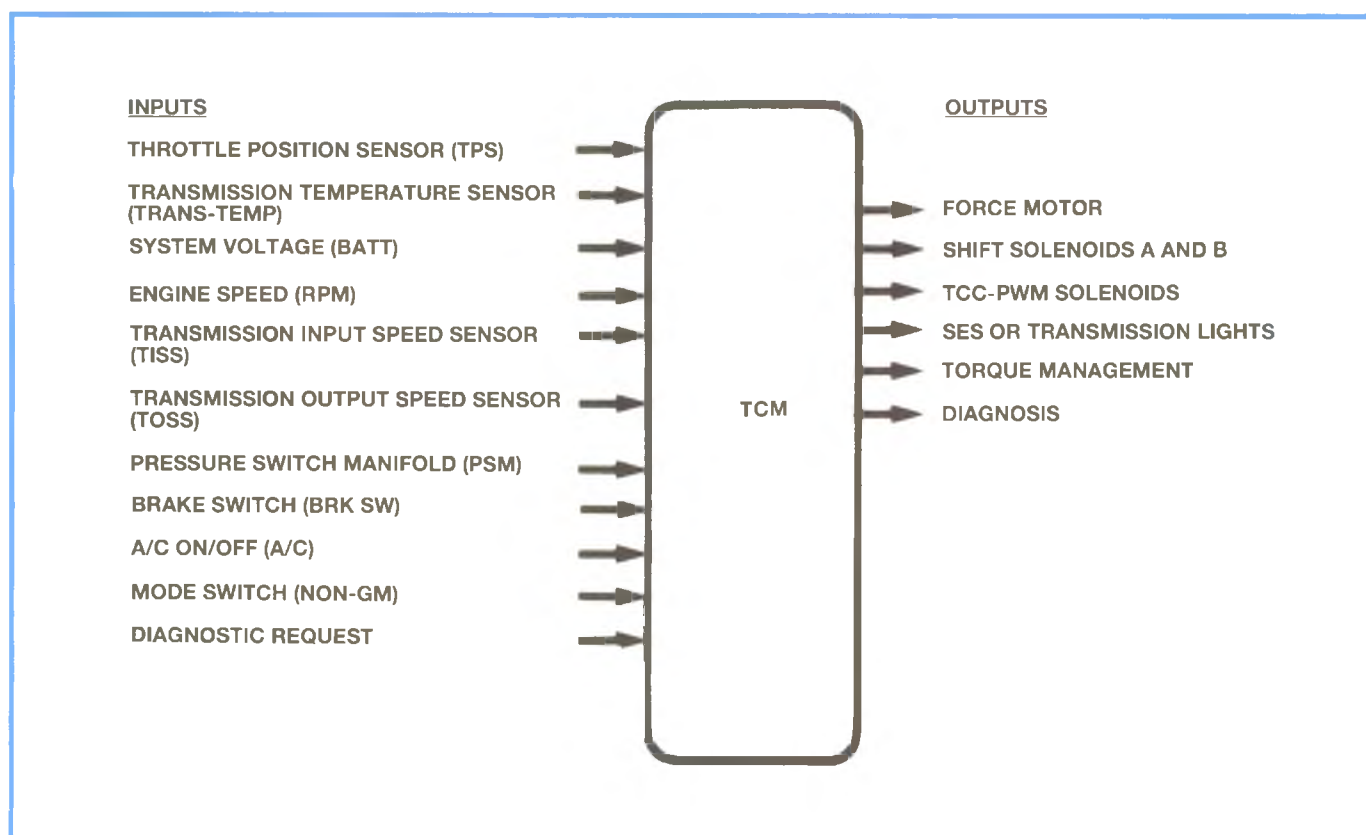 INPUTS
THROTTLE POSITION SENSOR (TPS)
TRANSMISSION TEMPERATURE SENSOR
(TRANS-TEMP)
SYSTEM VOLTAGE (BATT)
ENGINE SPEED (RPM)
TRANSMISSION INPUT SPEED SENSOR
(TISS)
TRANSMISSION OUTPUT SPEED SENSOR
(TOSS)
PRESSURE SWITCH MANIFOLD (PSM)
BRAKE SWITCH (BRK SW)
A/C ON/OFF (A/C)
MODE SWITCH (NON-GM)
DIAGNOSTIC REQUEST
TCM
OUTPUTS
FORCE MOTOR
SHIFT SOLENOIDS A AND B
TCC-PWM SOLENOIDS
SES OR TRANSMISSION LIGHTS
TORQUE MANAGEMENT
DIAGNOSIS